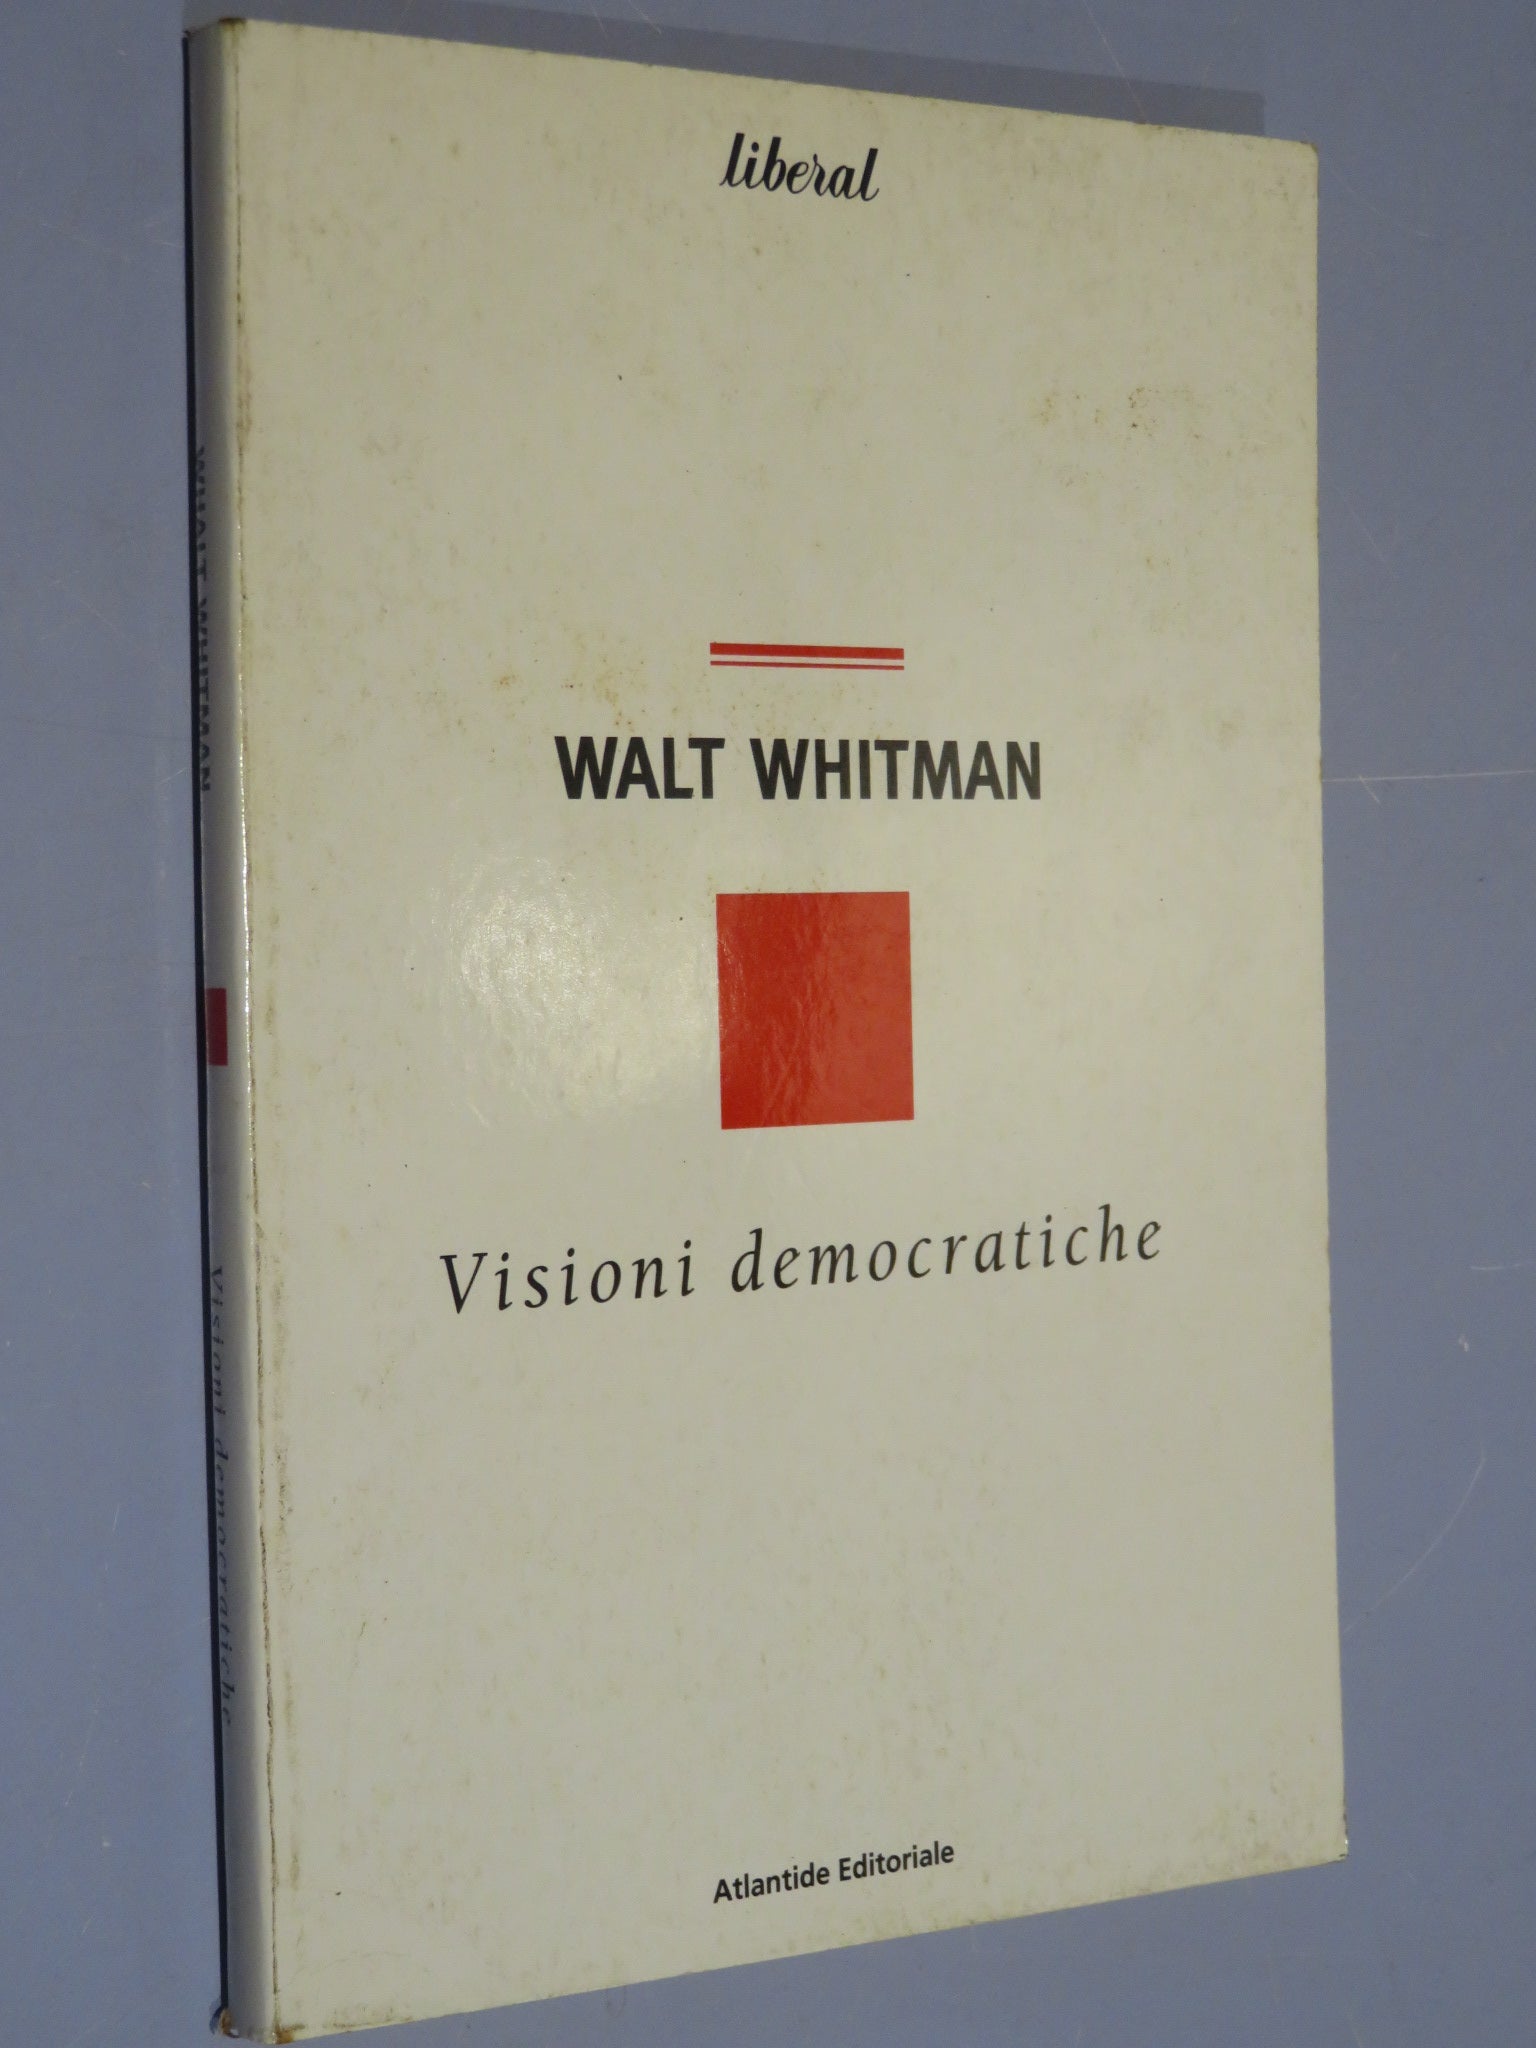 liberal
WALT WHITMAN
Visioni democratiche
Atlantide Editoriale
WALT WHITMAN
Visioni democratiche